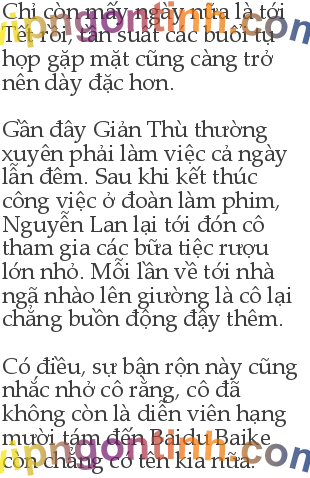 Chỉ còn mấy ngày nữa là tới
Tết rồi, tần suất các buổi tụ
họp gặp mặt cũng càng trở
nên dày đặc hơn.

Gần đây Giản Thù thường
xuyên phải làm việc cả ngày
lẫn đêm. Sau khi kết thúc
công việc ở đoàn làm phim,
Nguyễn Lan lại tới đón cô
tham gia các bữa tiệc rượu
lớn nhỏ. Mỗi lần về tới nhà
ngã nhào lên giường là cô lại
chẳng buồn động đậy thêm.

Có điều, sự bận rộn này cũng
nhắc nhở cô rằng, cô đã
không còn là diễn viên hạng
mười tám đến Baidu Baike
còn chẳng có tên kia nữa.
vipngontinh.com
vipngontinh.com